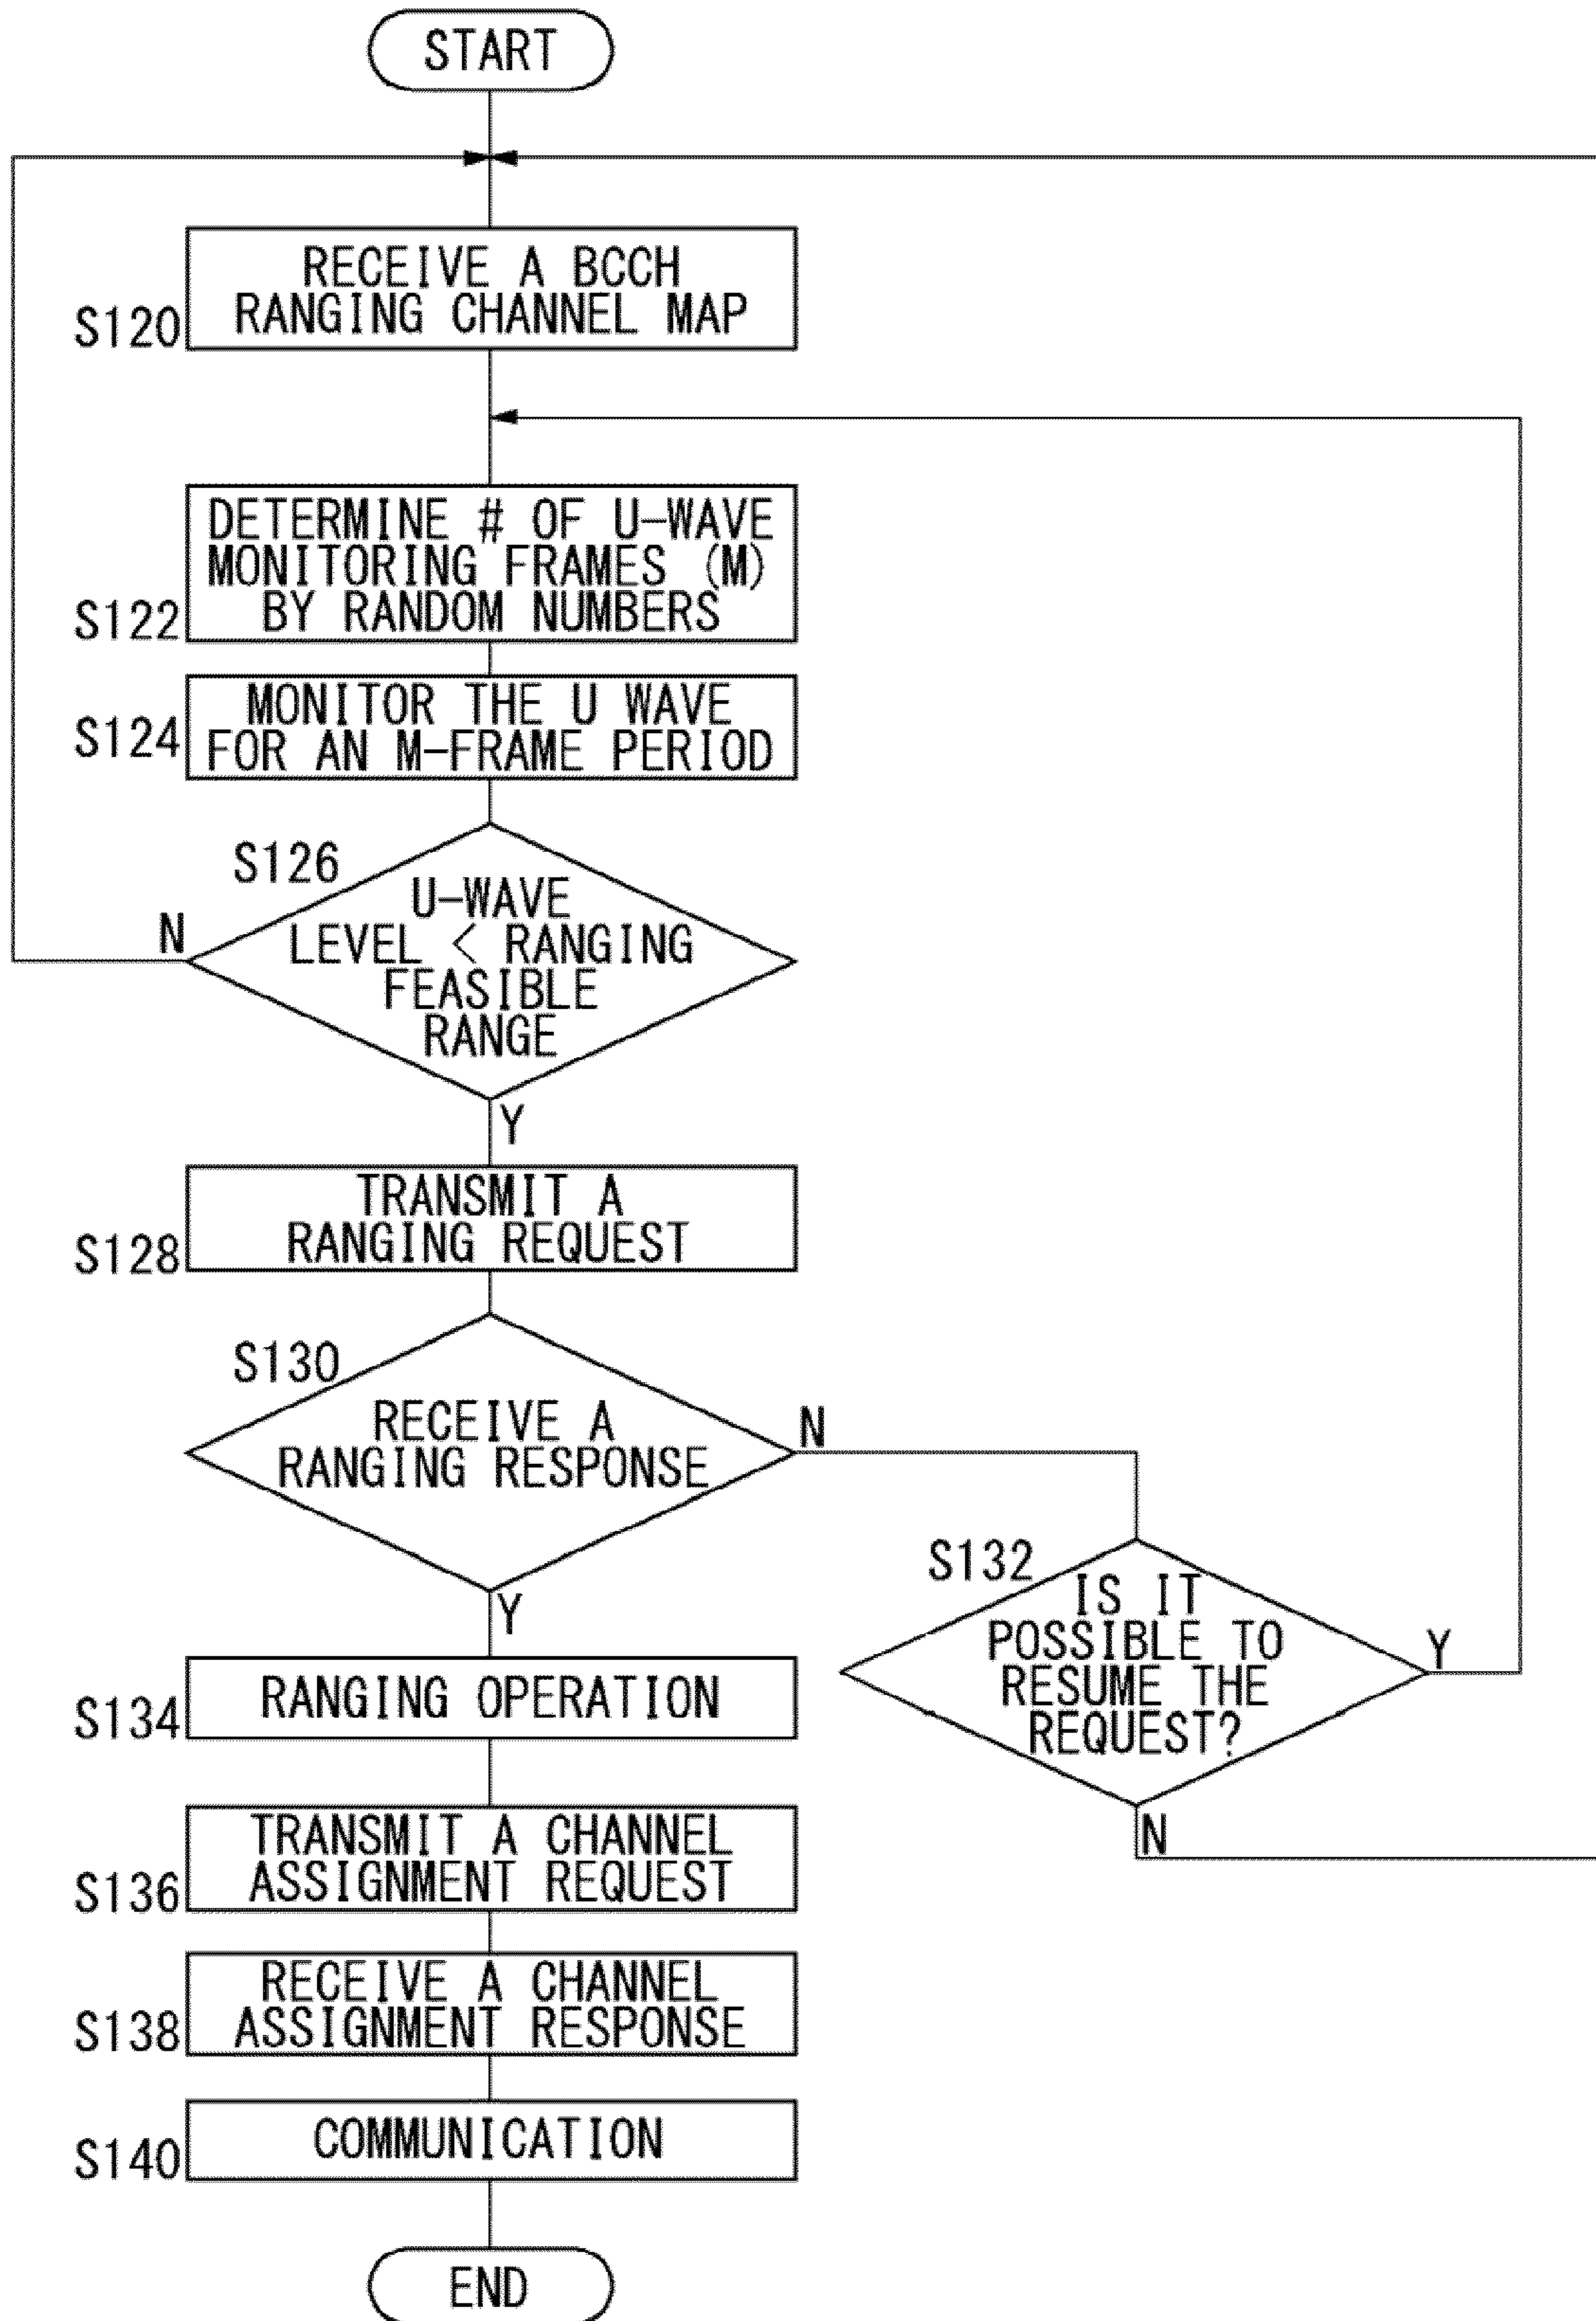 START
RECEIVE A BCCH
RANGING CHANNEL MAP
S120
DETERMINE # OF U-WAVE
MONITORING FRAMES (M)
BY RANDOM NUMBERS
S122
MONITOR THE U WAVE
FOR AN M-FRAME PERIOD
S124
S126
U-WAVE
LEVEL < RANGING
FEASIBLE
RANGE
N
Y
TRANSMIT A
RANGING REQUEST
S128
S130
RECEIVE A
RANGING RESPONSE
N
Y
S132
IS IT
POSSIBLE TO
RESUME THE
REQUEST?
Y
N
RANGING OPERATION
S134
TRANSMIT A CHANNEL
ASSIGNMENT REQUEST
S136
RECEIVE A CHANNEL
ASSIGNMENT RESPONSE
S138
COMMUNICATION
S140
END